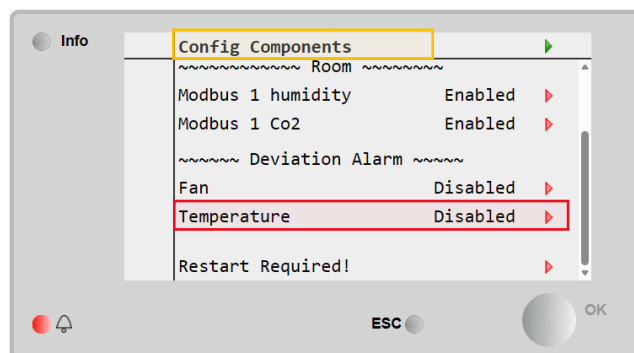 Info
Config Components
~~~~~~~~~~~~ Room ~~~~~~~~
Modbus 1 humidity Enabled
Modbus 1 Co2 Enabled
~~~~~~ Deviation Alarm ~~~~~
Fan Disabled
Temperature Disabled
Restart Required!
ESC
OK